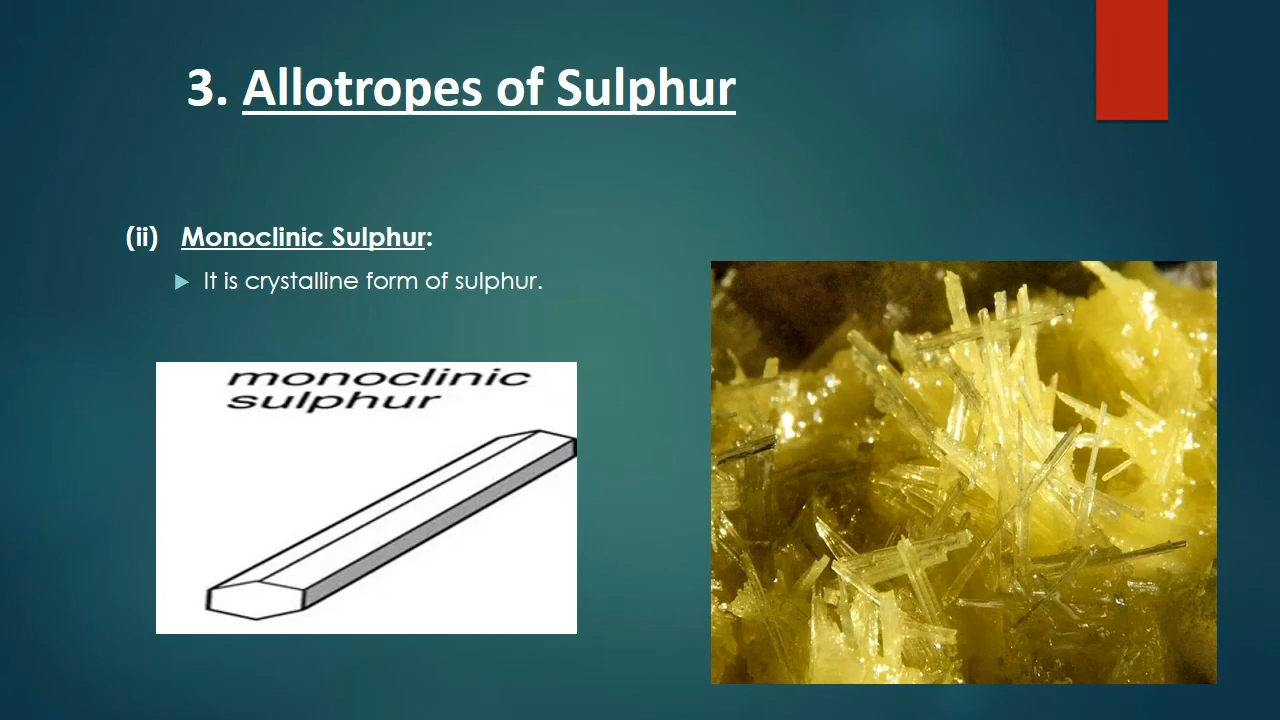 3. Allotropes of Sulphur
(ii) Monoclinic Sulphur:
It is crystalline form of sulphur.
monoclinic
sulphur